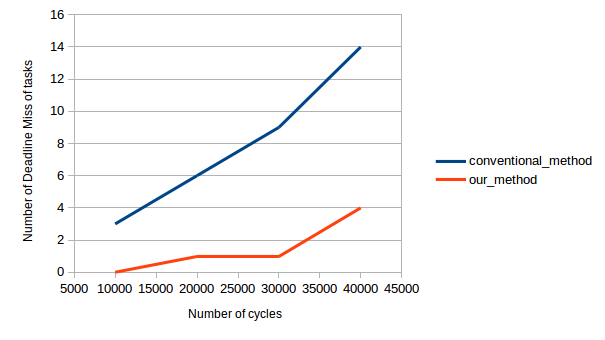 16
14
12
10
8
6
4
2
0
5000 10000 15000 20000 25000 30000 35000 40000 45000
Number of Deadline Miss of tasks
Number of cycles
conventional_method
our_method